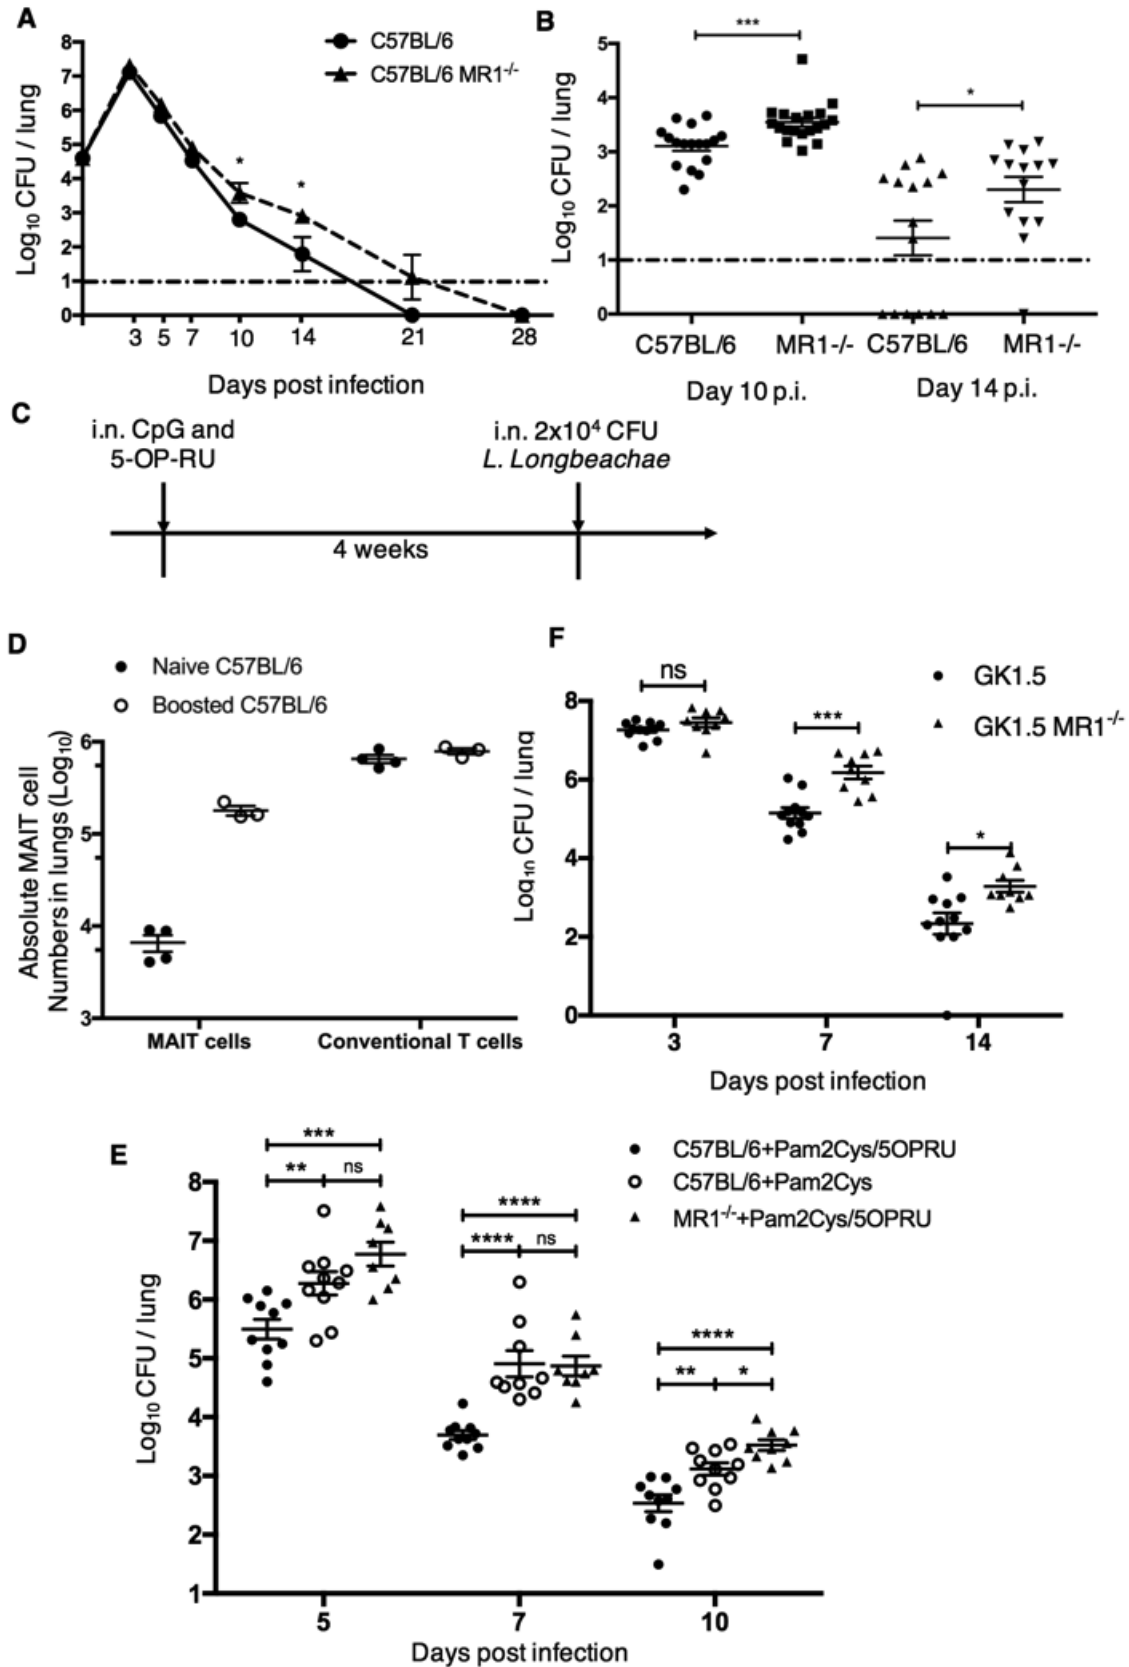 A
C57BL/6
C57BL/6 MR1-/-
Log10 CFU / lung
8
7
6
5
4
3
2
1
0
*
*
3 5 7 10 14 21 28
Days post infection
B
***
*
Log10 CFU / lung
5
4
3
2
1
0
C57BL/6 MR1-/- C57BL/6 MR1-/-
Day 10 p.i. Day 14 p.i.
C
i.n. CpG and
5-OP-RU
i.n. 2x10⁴ CFU
L. Longbeachae
4 weeks
D
Naive C57BL/6
Boosted C57BL/6
Absolute MAIT cell
Numbers in lungs (Log10)
6
5
4
3
MAIT cells Conventional T cells
F
GK1.5
GK1.5 MR1-/-
ns
***
*
Log10 CFU / lung
8
6
4
2
0
3 7 14
Days post infection
E
C57BL/6+Pam2Cys/5OPRU
C57BL/6+Pam2Cys
MR1-/-+Pam2Cys/5OPRU
***
** ns
****
**** ns
****
** *
Log10 CFU / lung
8
7
6
5
4
3
2
1
5 7 10
Days post infection